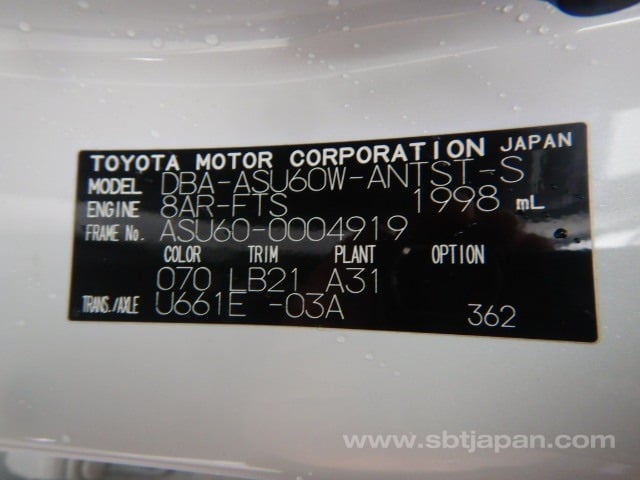 TOYOTA MOTOR CORPORATION JAPAN
MODEL DBA-ASU60W-ANTST-S
ENGINE 8AR-FTS 1998 mL
FRAME No. ASU60-0004919
COLOR TRIM PLANT OPTION
070 LB21 A31
TRANS./AXLE U661E -03A 362
www.sbtjapan.com